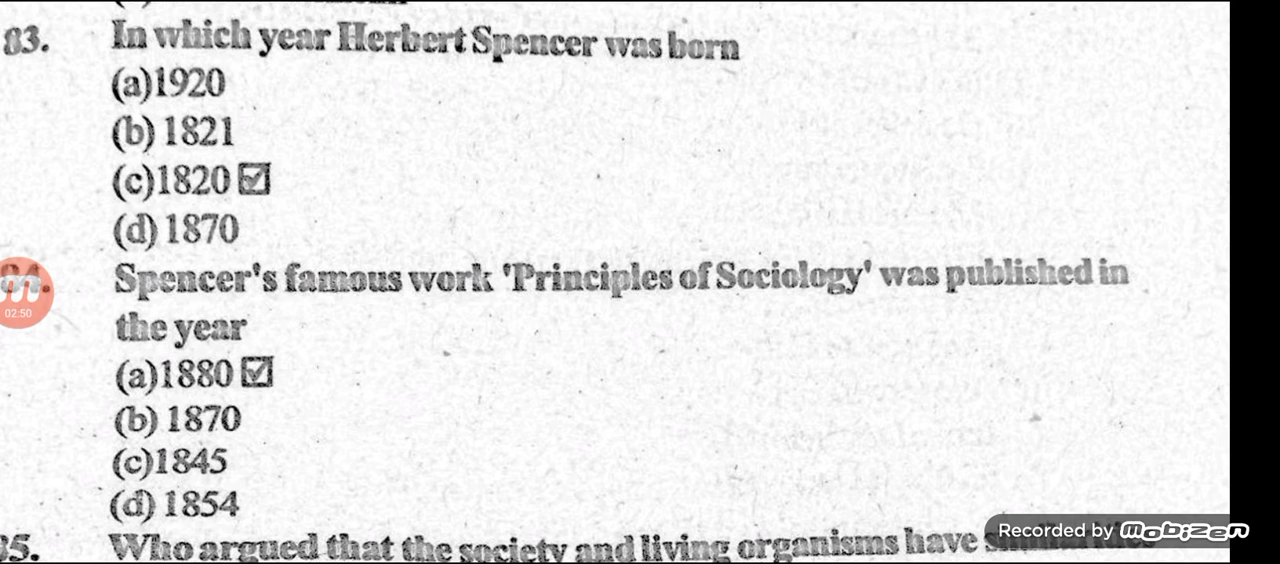 83. In which year Herbert Spencer was born
(a)1920
(b) 1821
(c)1820
(d) 1870
Spencer's famous work 'Principles of Sociology' was published in
the year
02:50
(a)1880
(b) 1870
(c)1845
(d) 1854
Who argued that the society and living organisms have
Recorded by MOBIZEN